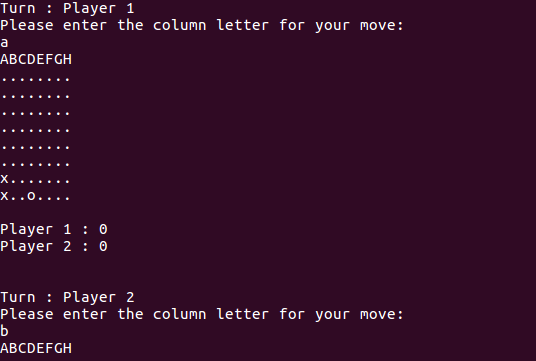 Turn : Player 1
Please enter the column letter for your move:
a
ABCDEFGH
........
........
........
........
........
........
x.......
x..o....
Player 1 : 0
Player 2 : 0
Turn : Player 2
Please enter the column letter for your move:
b
ABCDEFGH